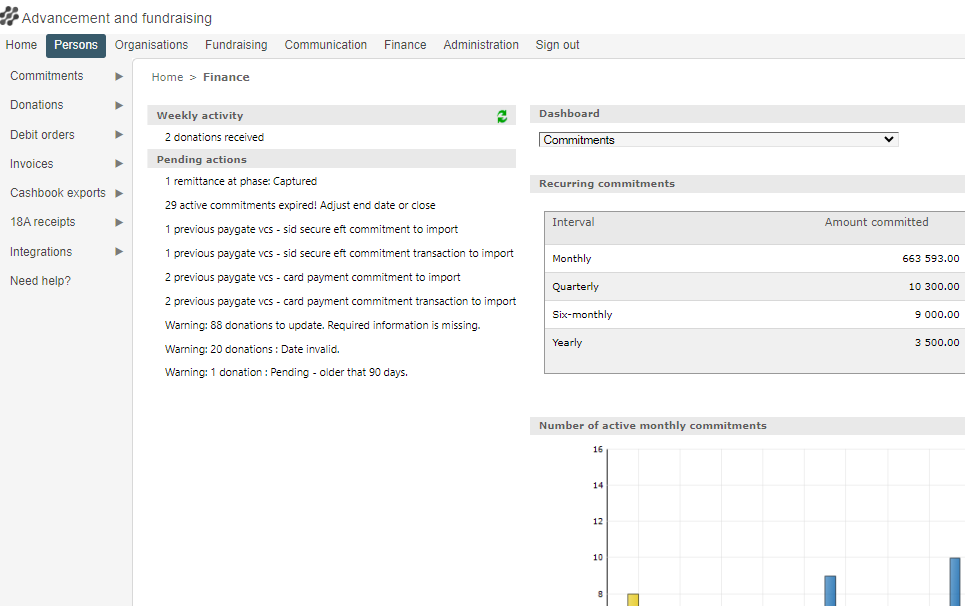 Advancement and fundraising
Home Persons Organisations Fundraising Communication Finance Administration Sign out
Commitments
Donations
Debit orders
Invoices
Cashbook exports
18A receipts
Integrations
Need help?
Home > Finance
Weekly activity
2 donations received
Pending actions
1 remittance at phase: Captured
29 active commitments expired! Adjust end date or close
1 previous paygate vcs - sid secure eft commitment to import
1 previous paygate vcs - sid secure eft commitment transaction to import
2 previous paygate vcs - card payment commitment to import
2 previous paygate vcs - card payment commitment transaction to import
Warning: 88 donations to update. Required information is missing.
Warning: 20 donations : Date invalid.
Warning: 1 donation : Pending - older that 90 days.
Dashboard
Commitments
Recurring commitments
Interval Amount committed
Monthly 663 593.00
Quarterly 10 300.00
Six-monthly 9 000.00
Yearly 3 500.00
Number of active monthly commitments
16
14
12
10
8